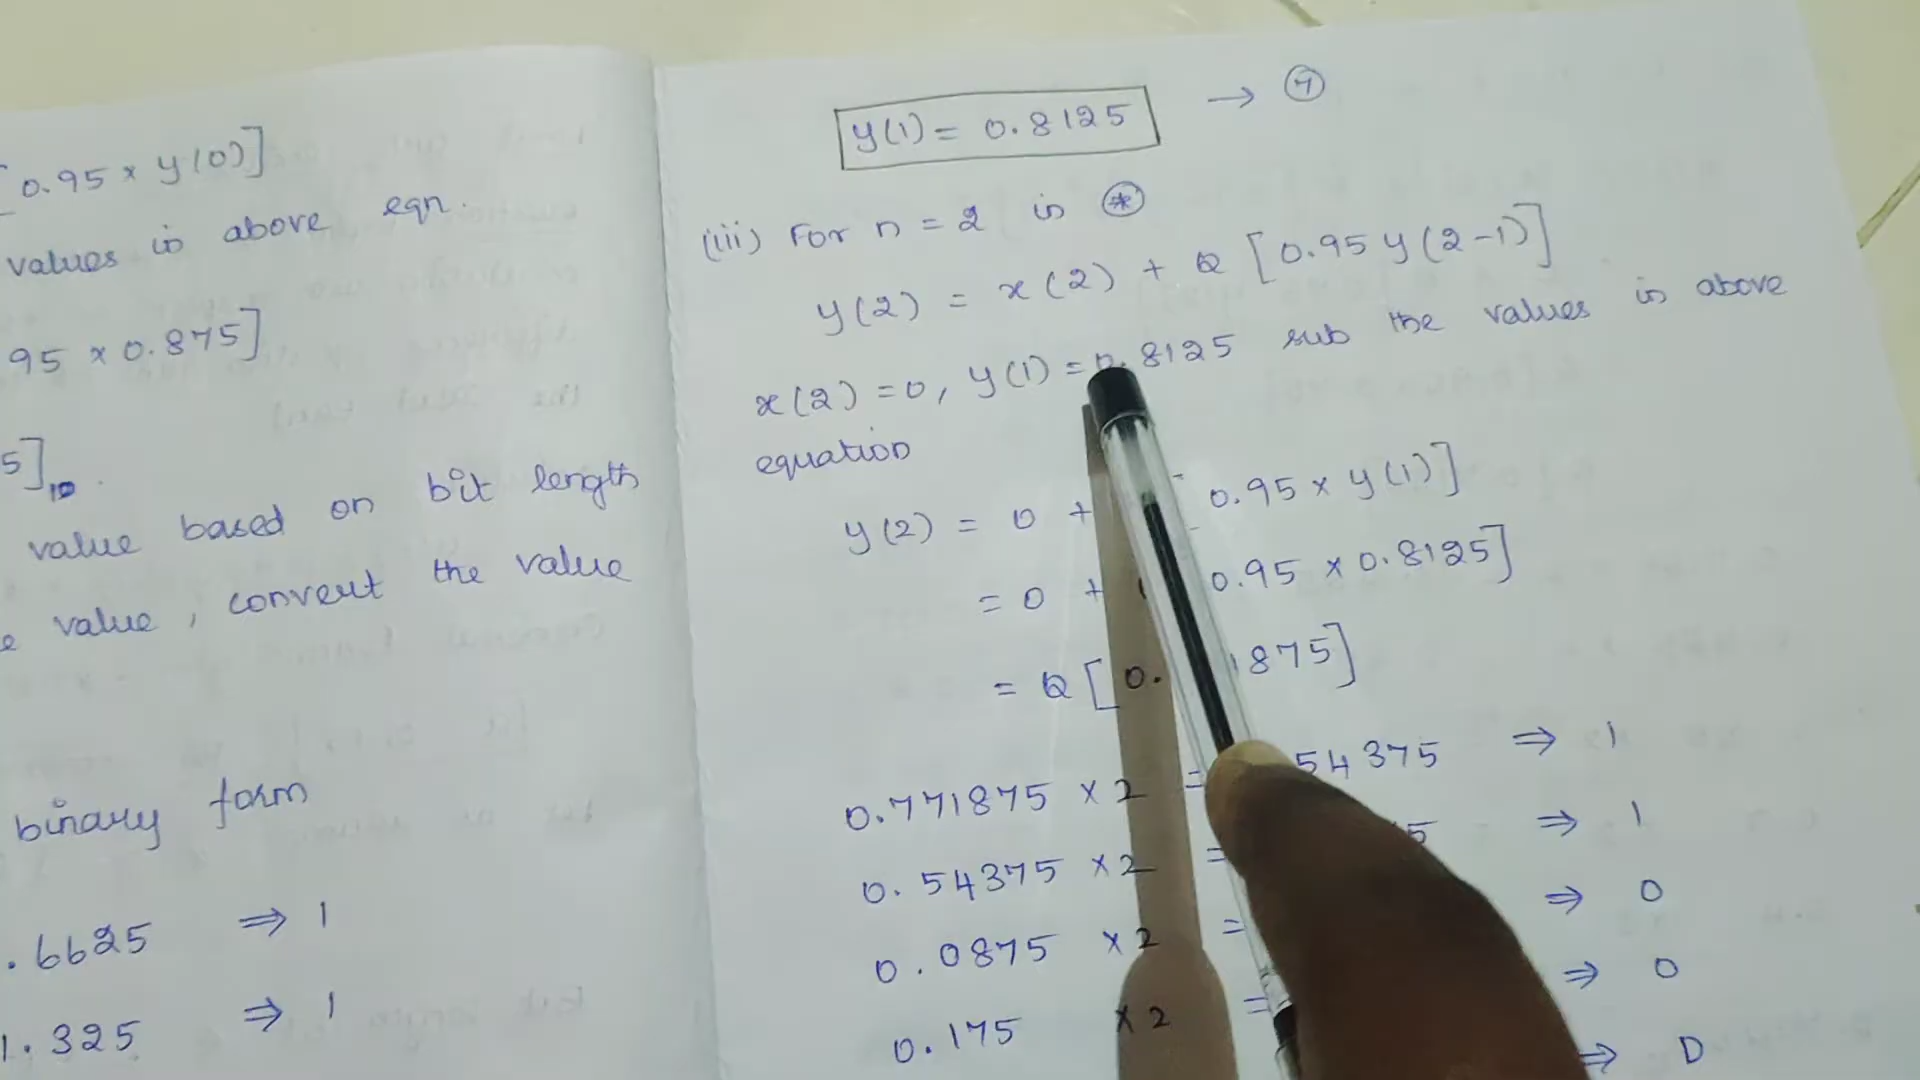 0.95 × y(0)]
values in above eqn.
95 × 0.875]
5]10.
value based on bit length
value, convert the value
binary form
.6625 ⇒ 1
1.325 ⇒ 1
y(1) = 0.8125 → 4
(iii) For n = 2 in *
y(2) = x(2) + Q [0.95 y(2-1)]
x(2) = 0, y(1) = 0.8125 sub the values in above
equation
y(2) = 0 + 0.95 × y(1)]
= 0 + 0.95 × 0.8125]
= Q [0. 1875]
0.771875 × 2 = 54375 ⇒ 1
0.54375 × 2 = 5 ⇒ 1
0.0875 × 2 = ⇒ 0
0.175 × 2 = ⇒ 0
⇒ 0